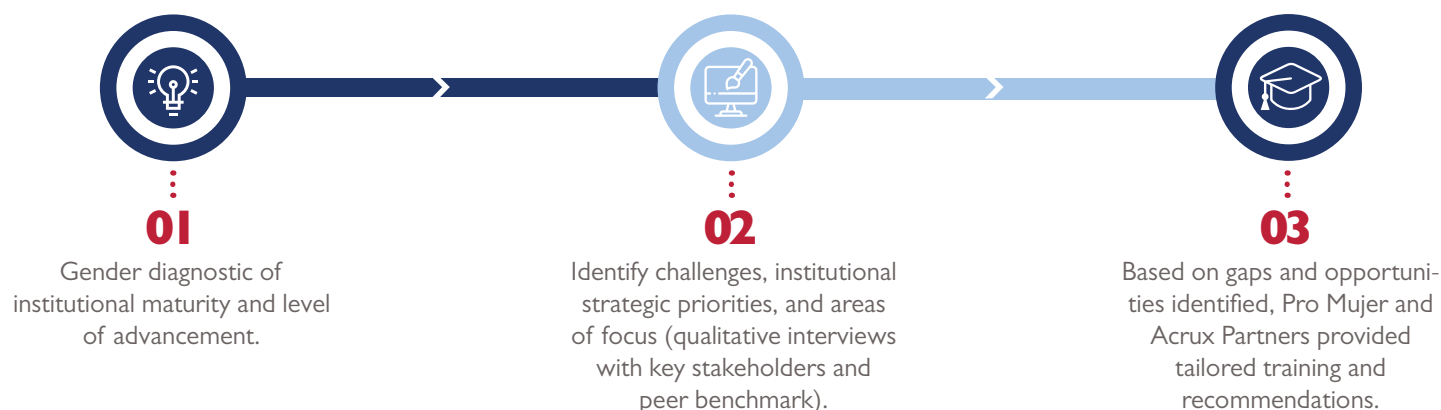 01
Gender diagnostic of
institutional maturity and level
of advancement.
02
Identify challenges, institutional
strategic priorities, and areas
of focus (qualitative interviews
with key stakeholders and
peer benchmark).
03
Based on gaps and opportuni-
ties identified, Pro Mujer and
Acrux Partners provided
tailored training and
recommendations.